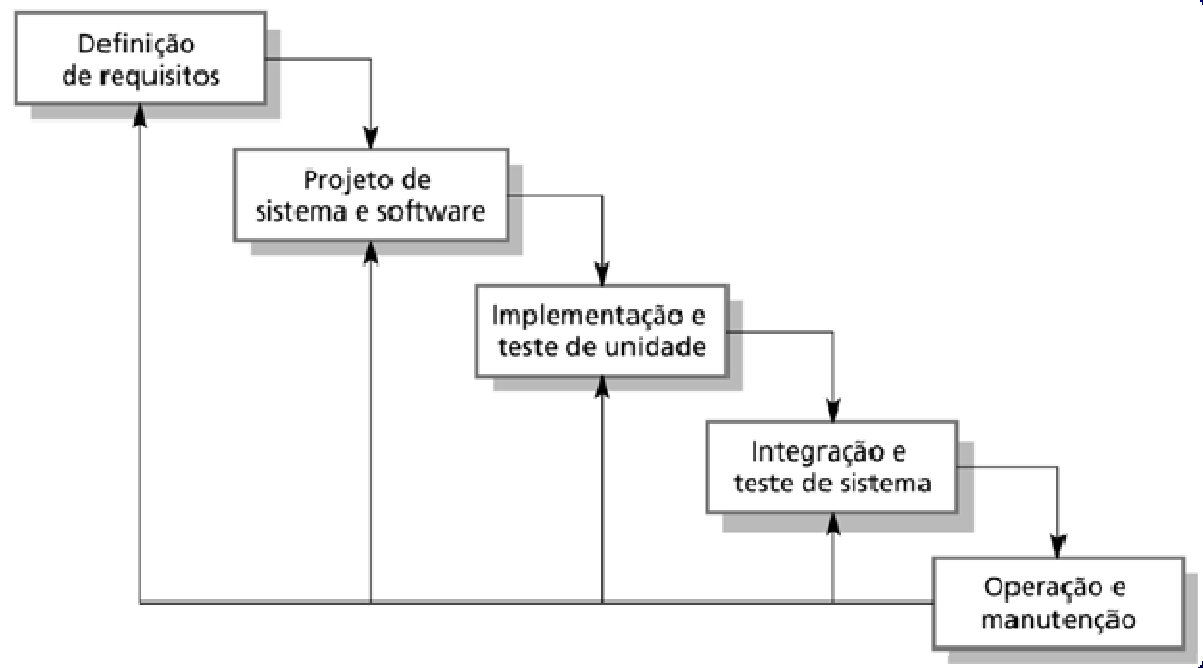 Definição
de requisitos
Projeto de
sistema e software
Implementação e
teste de unidade
Integração e
teste de sistema
Operação e
manutenção